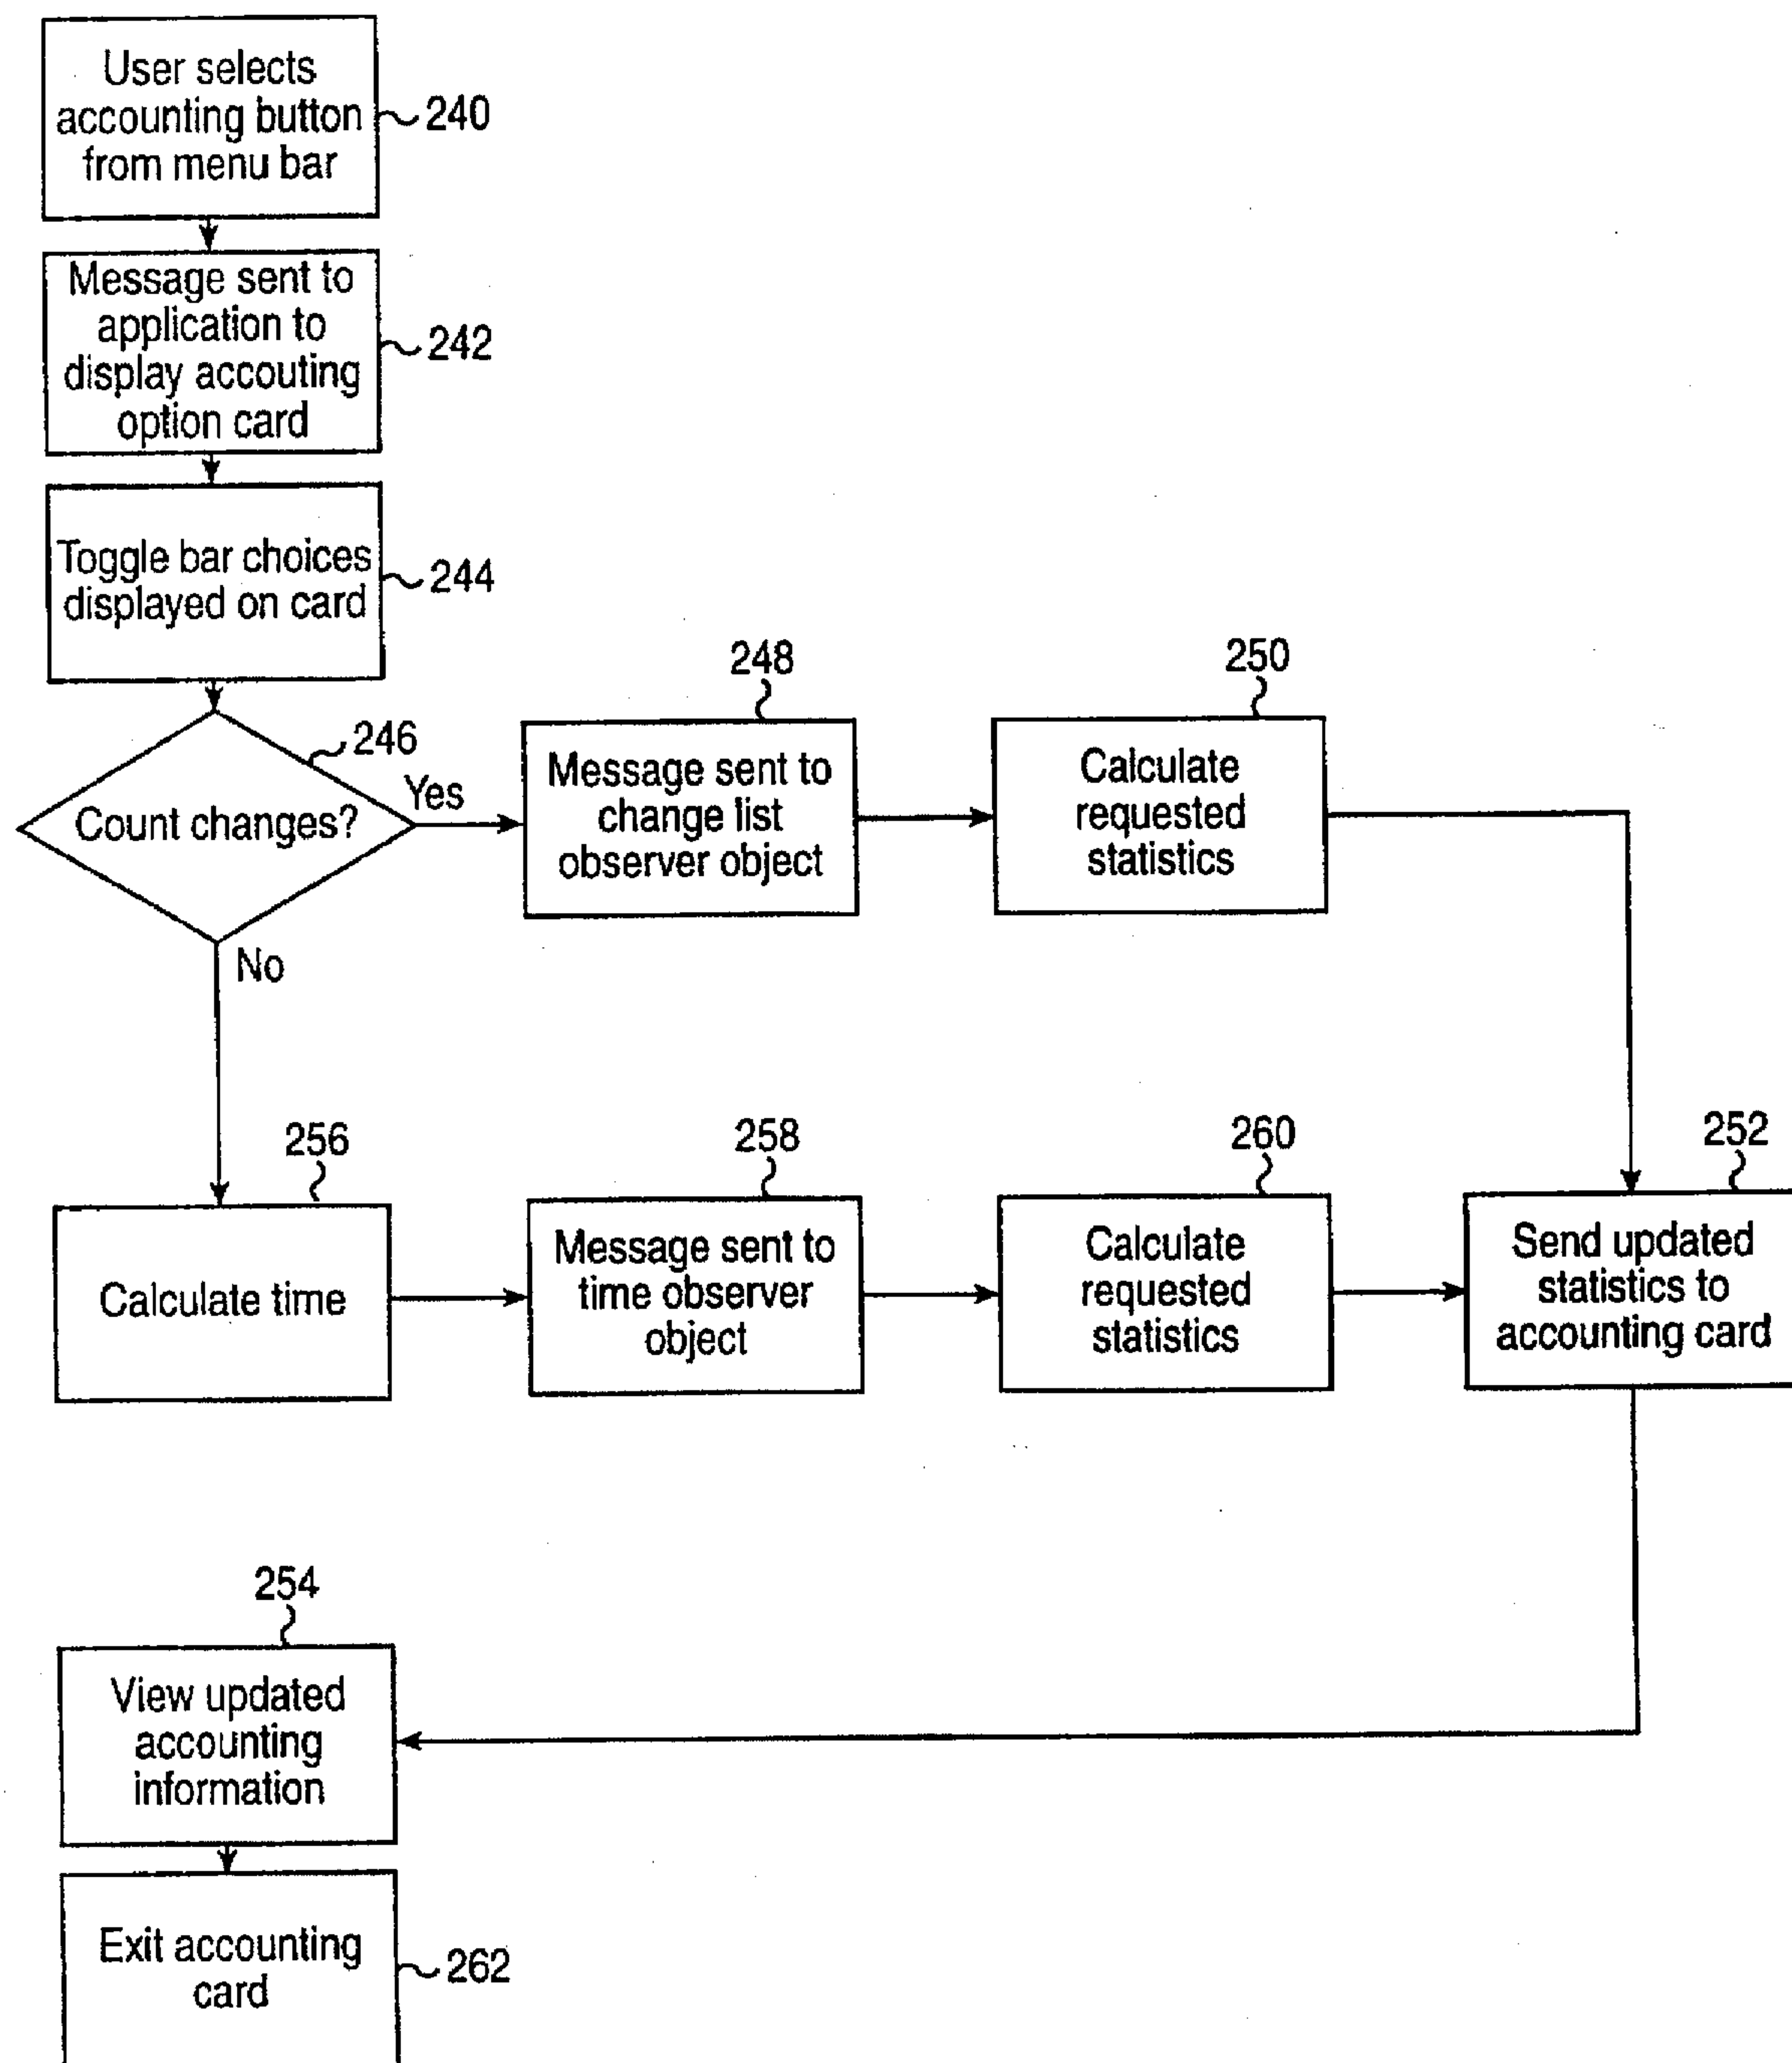 User selects
accounting button
from menu bar
240
Message sent to
application to
display accouting
option card
242
Toggle bar choices
displayed on card
244
246
Count changes?
Yes
No
248
Message sent to
change list
observer object
250
Calculate
requested
statistics
256
Calculate time
258
Message sent to
time observer
object
260
Calculate
requested
statistics
252
Send updated
statistics to
accounting card
254
View updated
accounting
information
Exit accounting
card
262